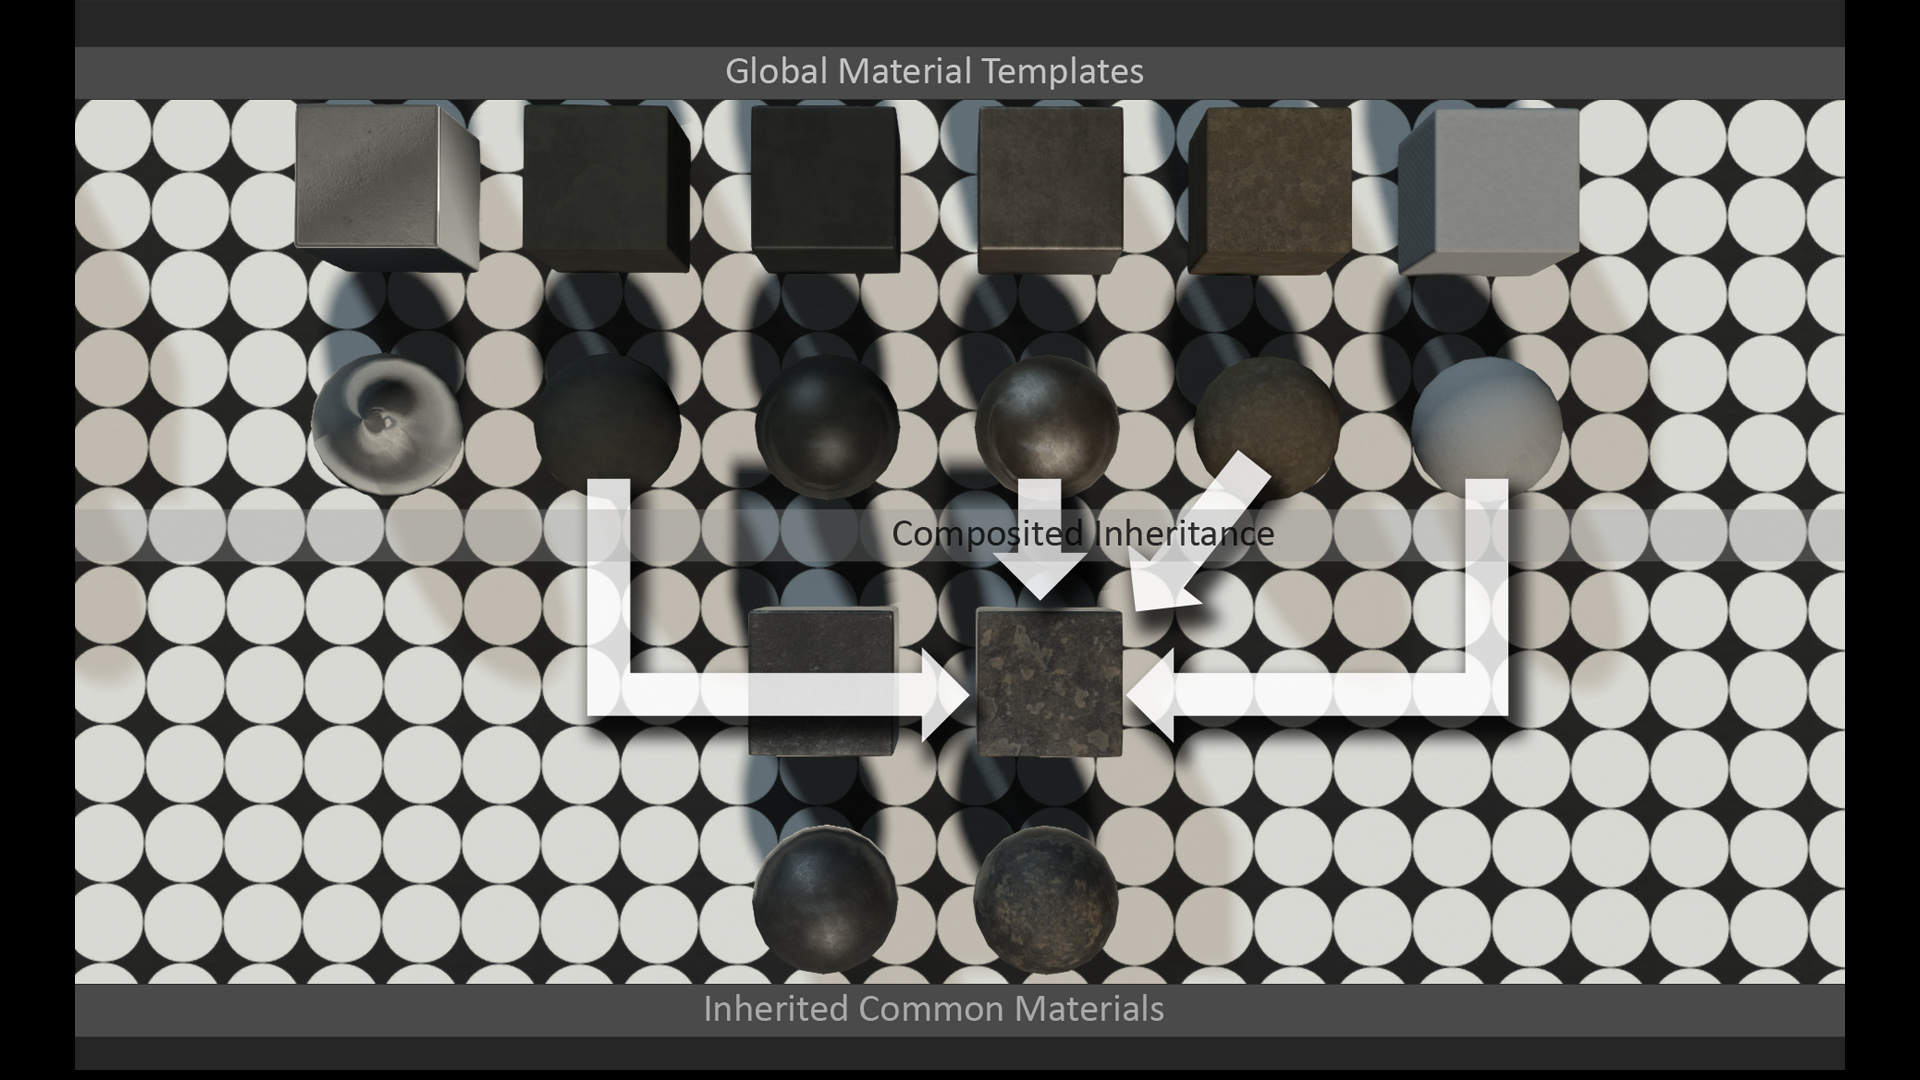 Global Material Templates
Composited Inheritance
Inherited Common Materials